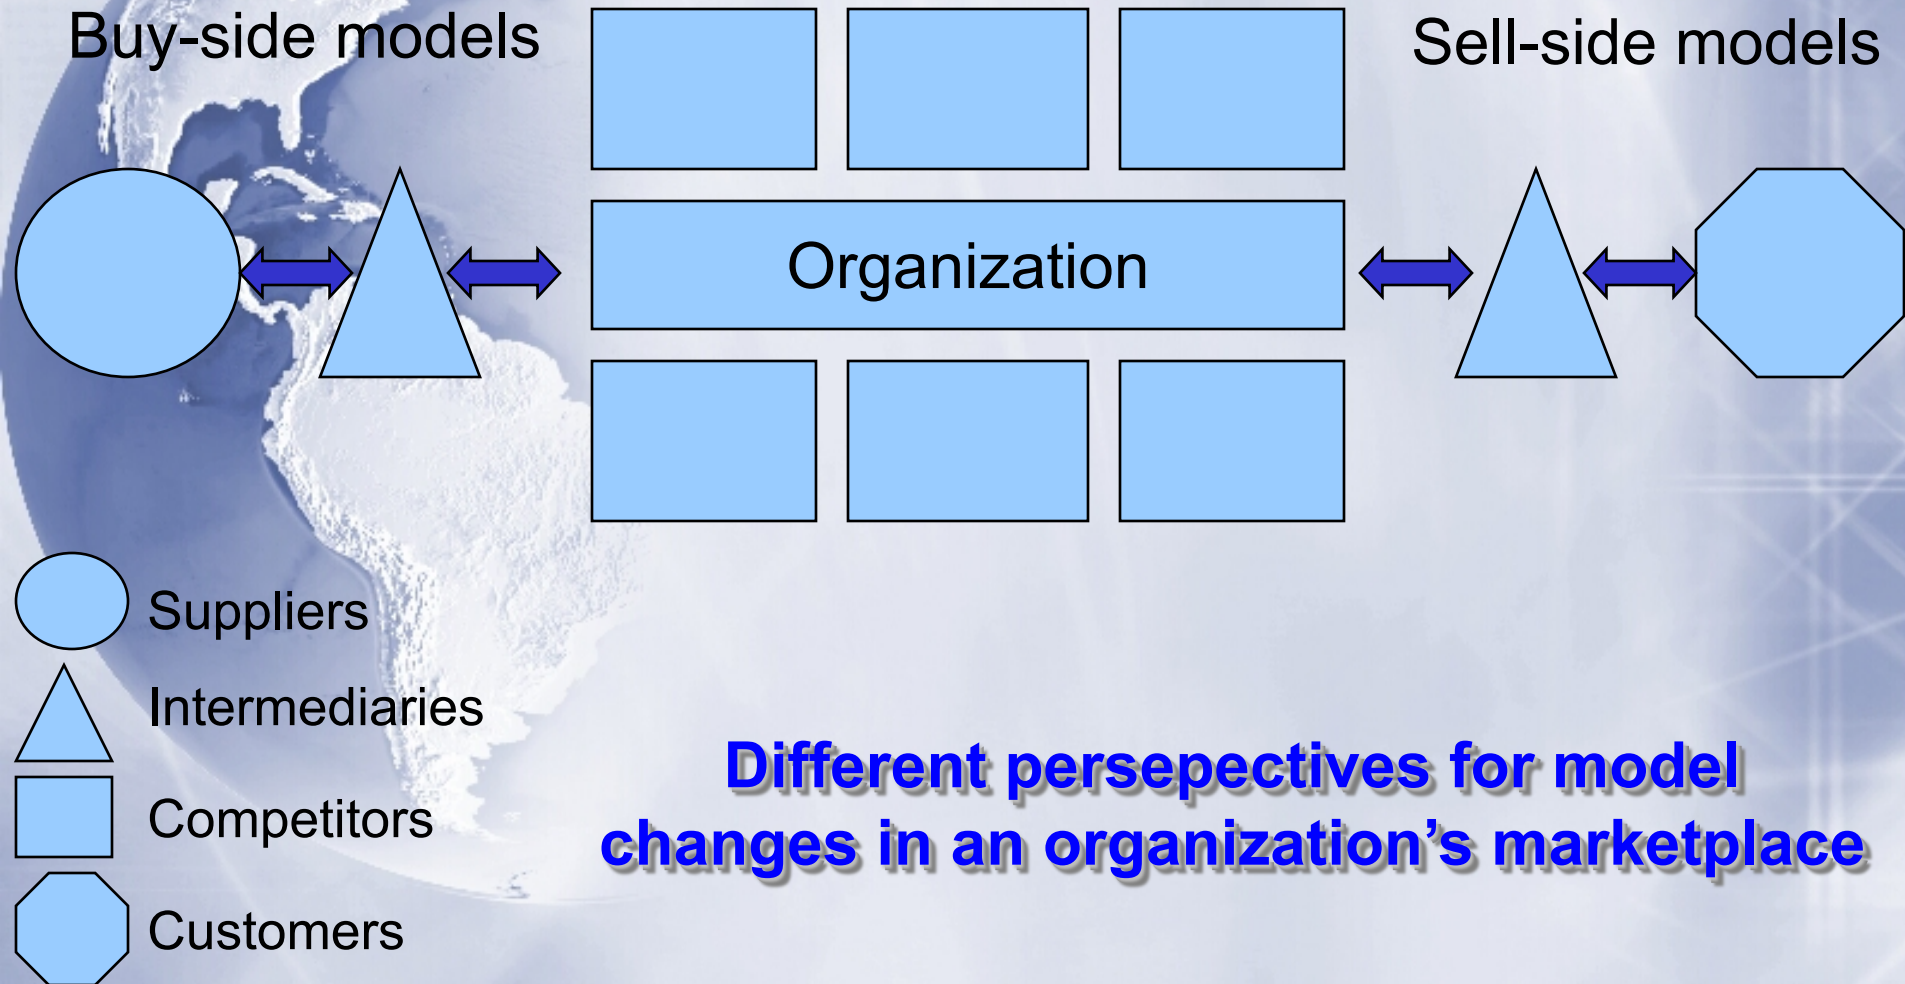 Buy-side models
Sell-side models
Organization
Suppliers
Intermediaries
Competitors
Customers
Different persepectives for model
changes in an organization’s marketplace